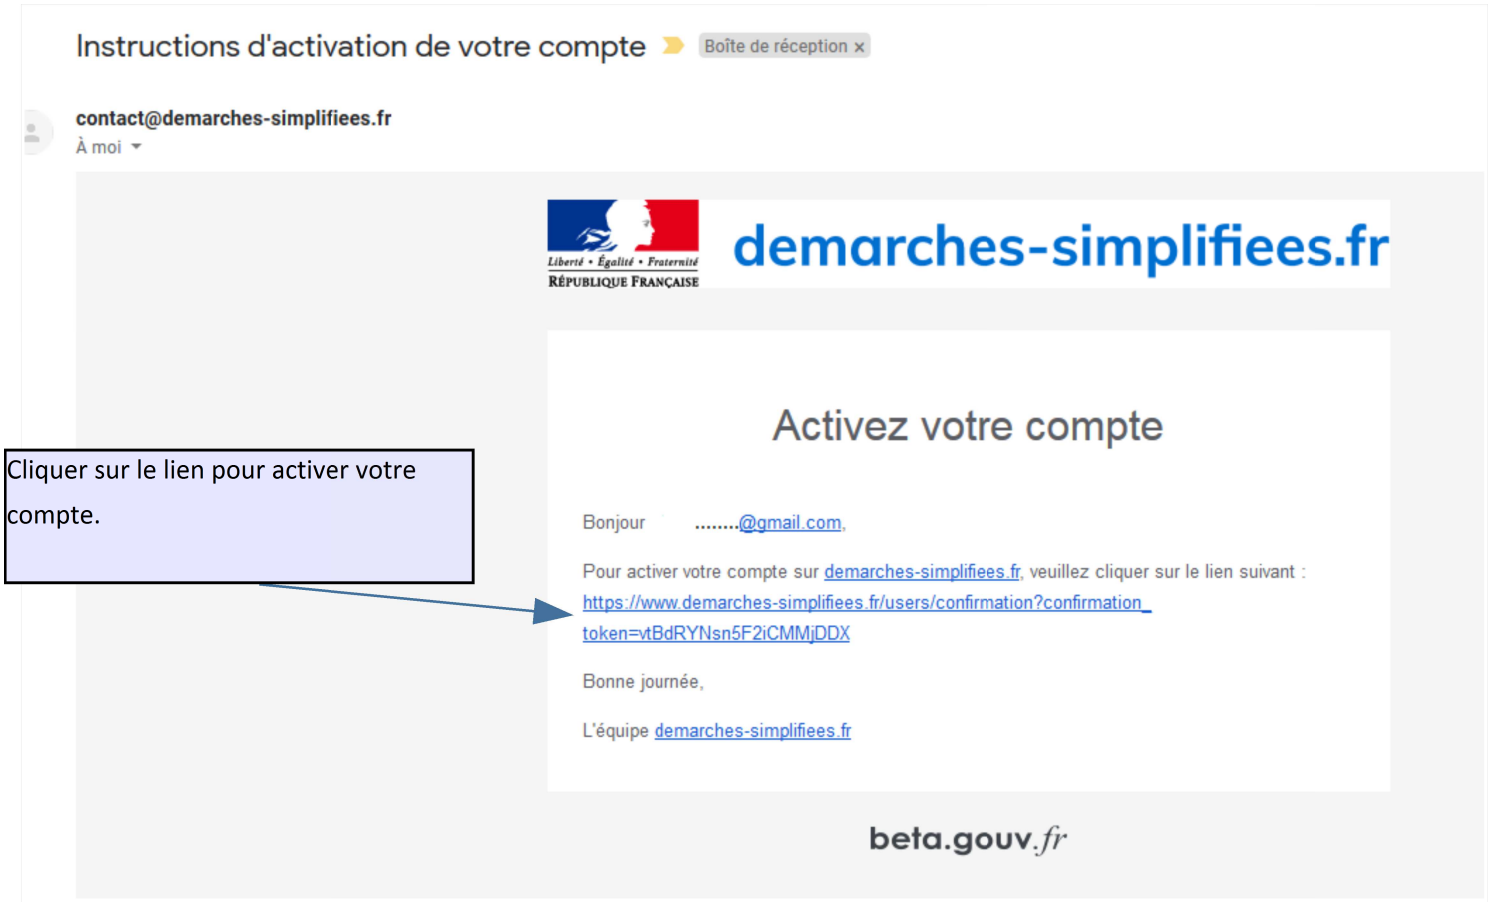 Instructions d'activation de votre compte
Boîte de réception x
contact@demarches-simplifiees.fr
À moi
Liberté • Égalité • Fraternité
RÉPUBLIQUE FRANÇAISE
demarches-simplifiees.fr
Activez votre compte
Cliquer sur le lien pour activer votre
compte.
Bonjour ........@gmail.com,
Pour activer votre compte sur demarches-simplifiees.fr, veuillez cliquer sur le lien suivant :
https://www.demarches-simplifiees.fr/users/confirmation?confirmation_
token=vtBdRYNsn5F2iCMMjDDX
Bonne journée,
L'équipe demarches-simplifiees.fr
beta.gouv.fr